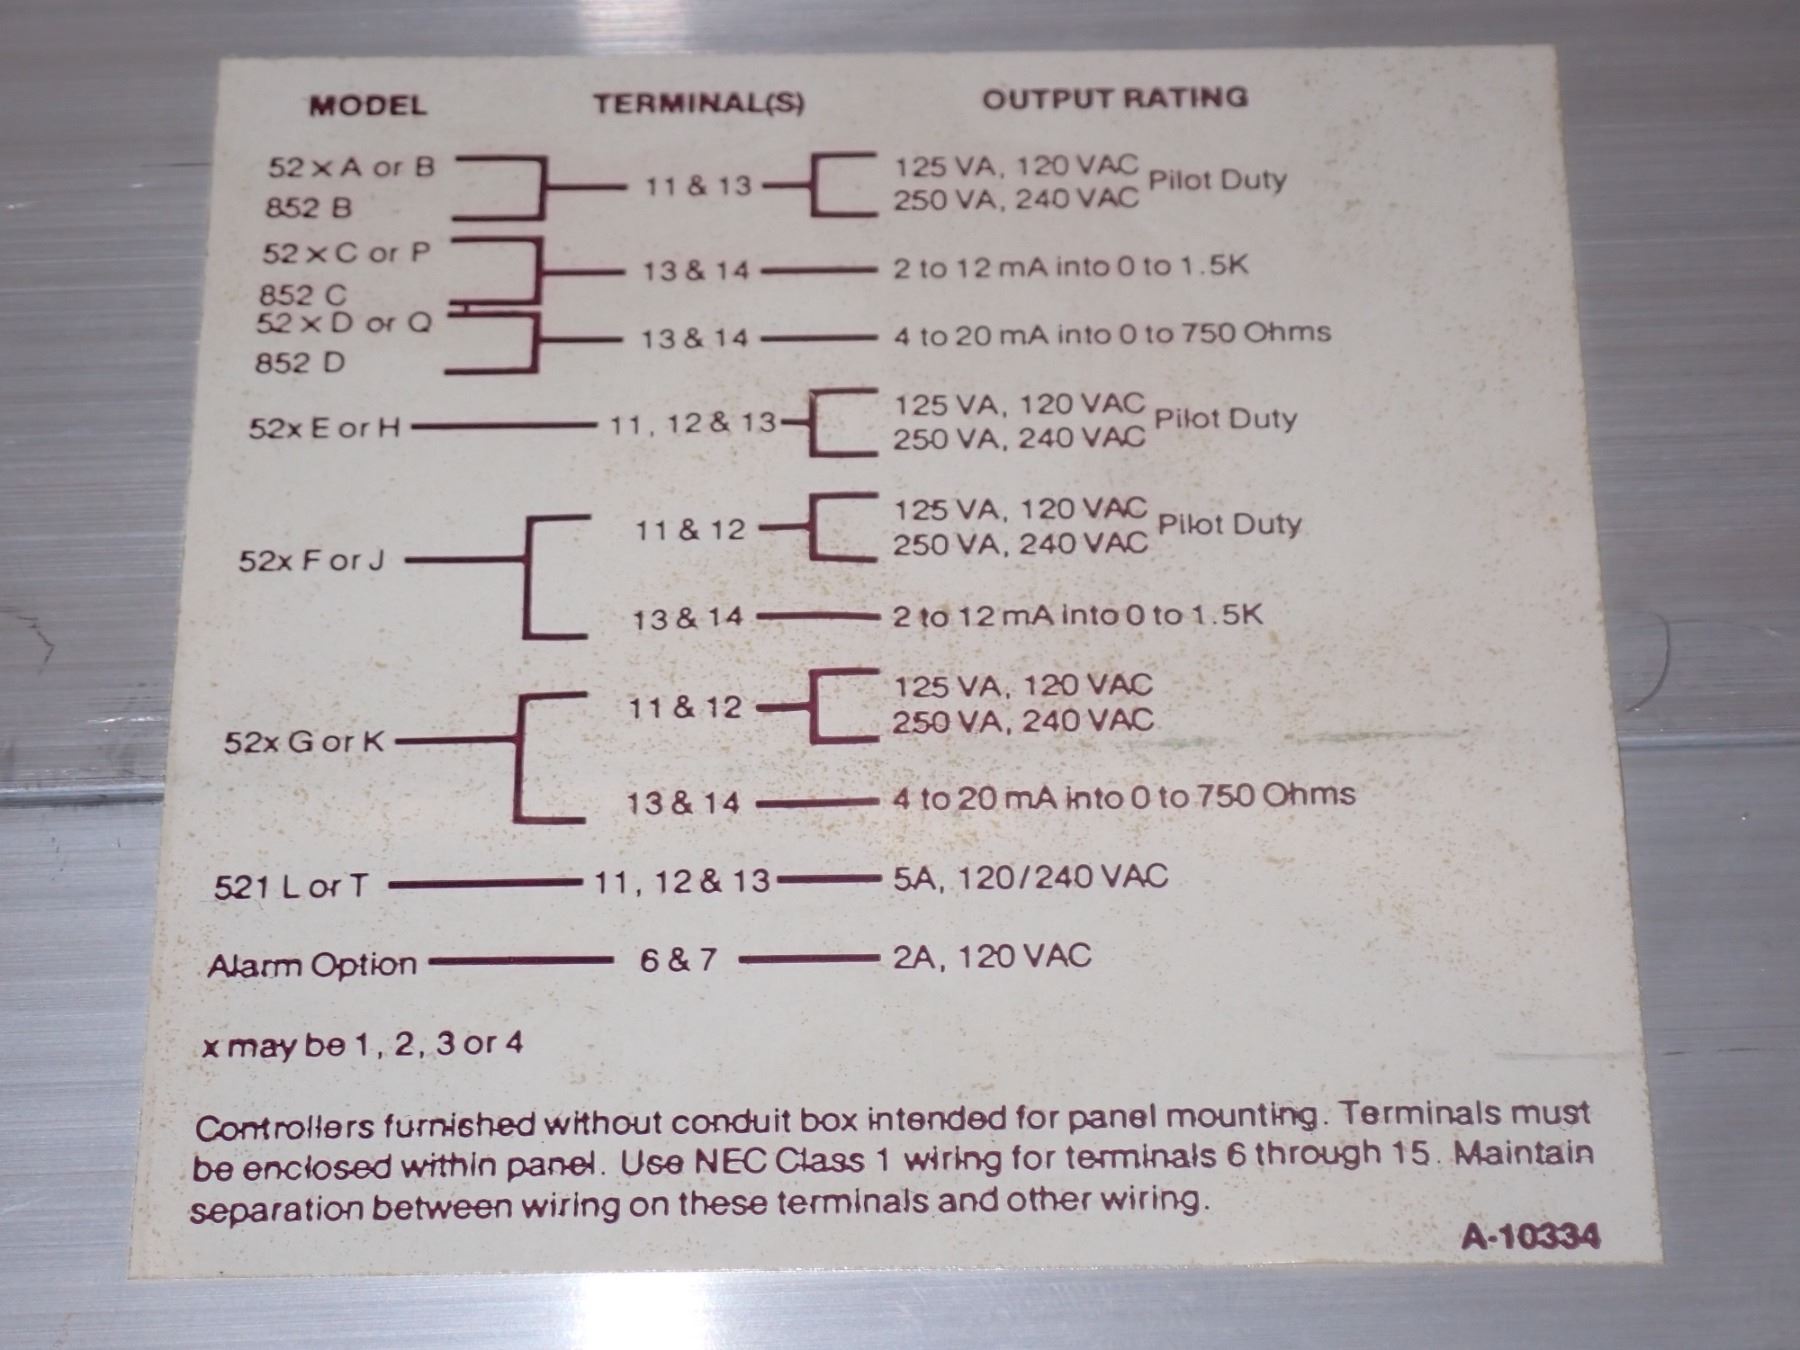 MODEL TERMINAL(S) OUTPUT RATING
52 x A or B
852 B
11 & 13
125 VA, 120 VAC
250 VA, 240 VAC
Pilot Duty
52 x C or P
852 C
13 & 14
2 to 12 mA into 0 to 1.5K
52 x D or Q
852 D
13 & 14
4 to 20 mA into 0 to 750 Ohms
52x E or H
11, 12 & 13
125 VA, 120 VAC
250 VA, 240 VAC
Pilot Duty
52x F or J
11 & 12
125 VA, 120 VAC
250 VA, 240 VAC
Pilot Duty
13 & 14
2 to 12 mA into 0 to 1.5K
52x G or K
11 & 12
125 VA, 120 VAC
250 VA, 240 VAC
13 & 14
4 to 20 mA into 0 to 750 Ohms
521 L or T 11, 12 & 13 5A, 120/240 VAC
Alarm Option 6 & 7 2A, 120 VAC
x may be 1, 2, 3 or 4
Controllers furnished without conduit box intended for panel mounting. Terminals must
be enclosed within panel. Use NEC Class 1 wiring for terminals 6 through 15. Maintain
separation between wiring on these terminals and other wiring.
A-10334